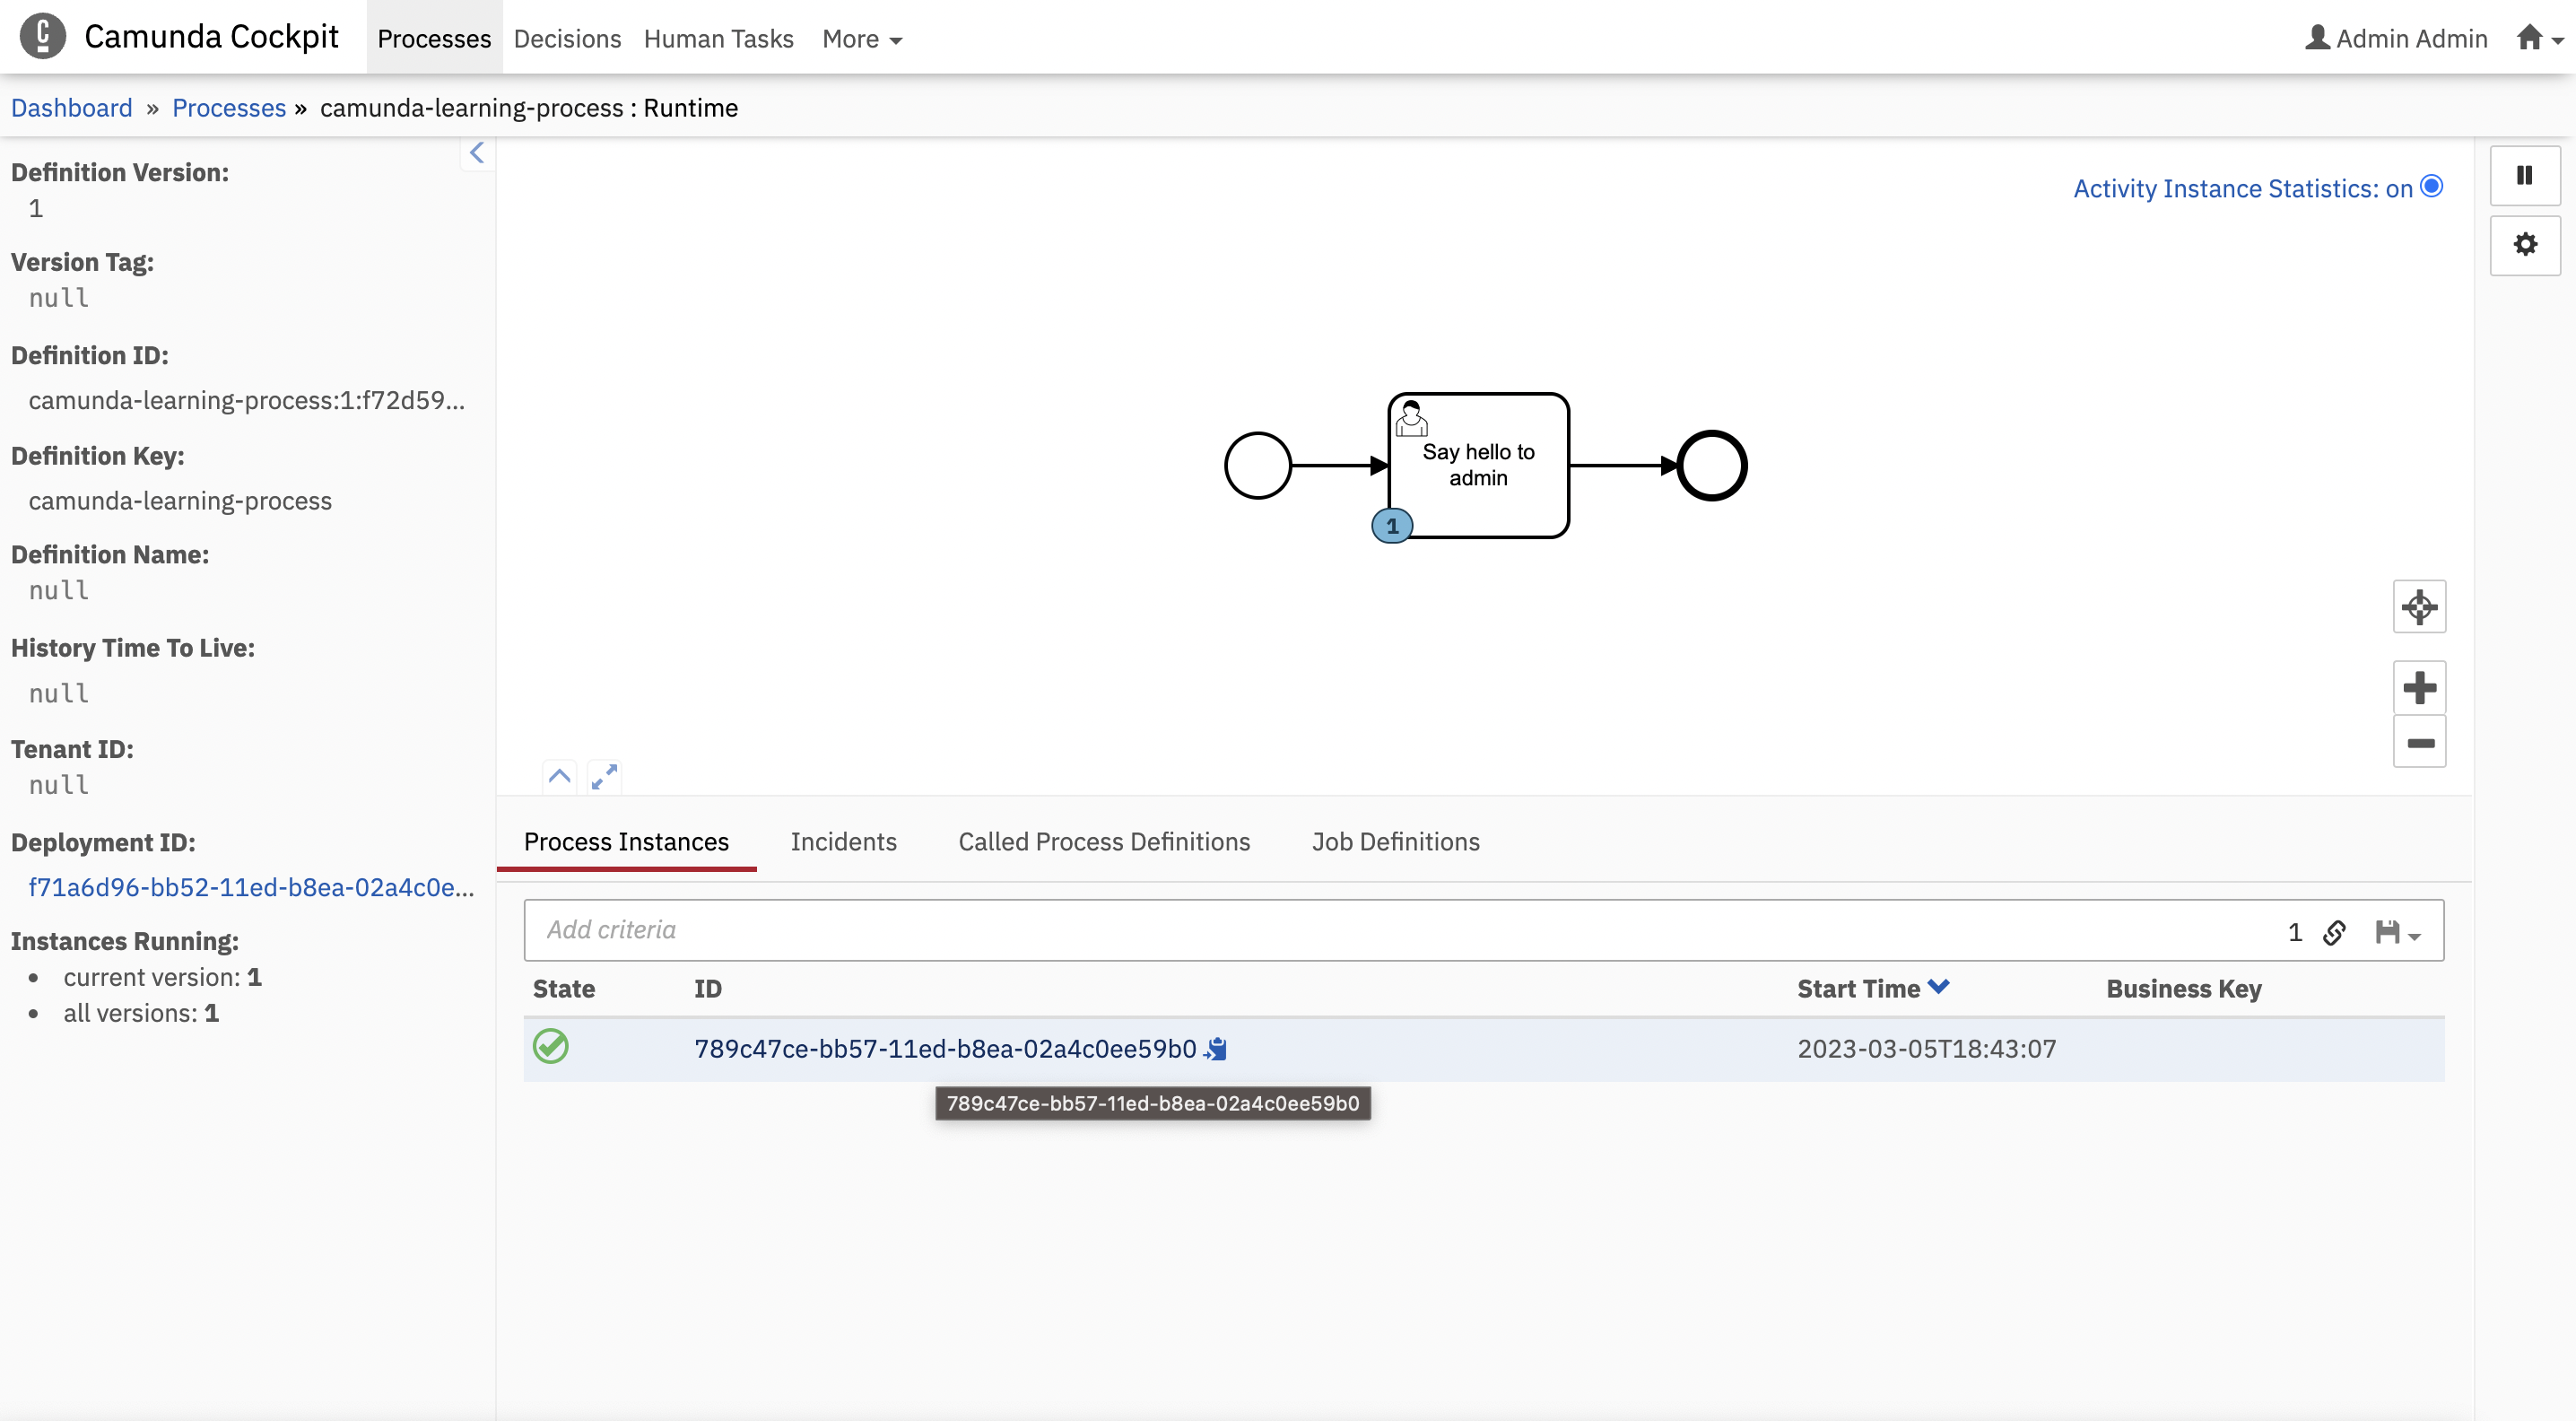 Camunda Cockpit Processes Decisions Human Tasks More Admin Admin
Dashboard » Processes » camunda-learning-process : Runtime
Definition Version:
1
Version Tag:
null
Definition ID:
camunda-learning-process:1:f72d59...
Definition Key:
camunda-learning-process
Definition Name:
null
History Time To Live:
null
Tenant ID:
null
Deployment ID:
f71a6d96-bb52-11ed-b8ea-02a4c0e...
Instances Running:
• current version: 1
• all versions: 1
Activity Instance Statistics: on
Say hello to
admin
1
Process Instances Incidents Called Process Definitions Job Definitions
Add criteria 1
State ID Start Time Business Key
789c47ce-bb57-11ed-b8ea-02a4c0ee59b0 2023-03-05T18:43:07
789c47ce-bb57-11ed-b8ea-02a4c0ee59b0